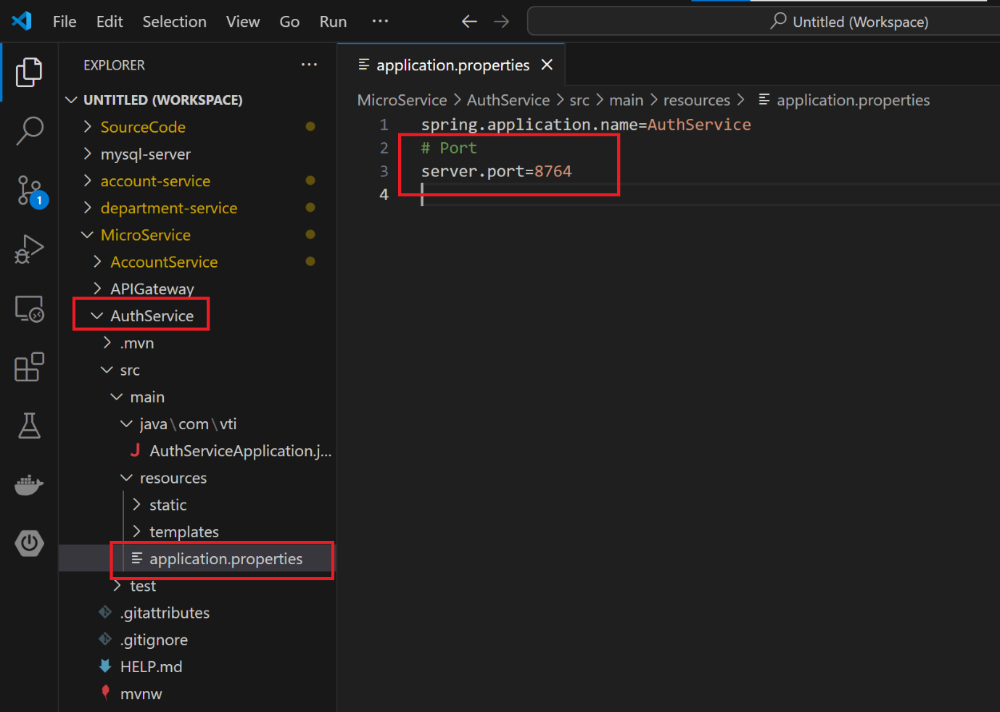 File Edit Selection View Go Run ···
Untitled (Workspace)
EXPLORER ···
UNTITLED (WORKSPACE)
SourceCode
mysql-server
account-service
department-service
MicroService
AccountService
APIGateway
AuthService
.mvn
src
main
java\com\vti
J AuthServiceApplication.j...
resources
static
templates
application.properties
test
.gitattributes
.gitignore
HELP.md
mvnw
1
application.properties
MicroService > AuthService > src > main > resources > application.properties
1 spring.application.name=AuthService
2 # Port
3 server.port=8764
4